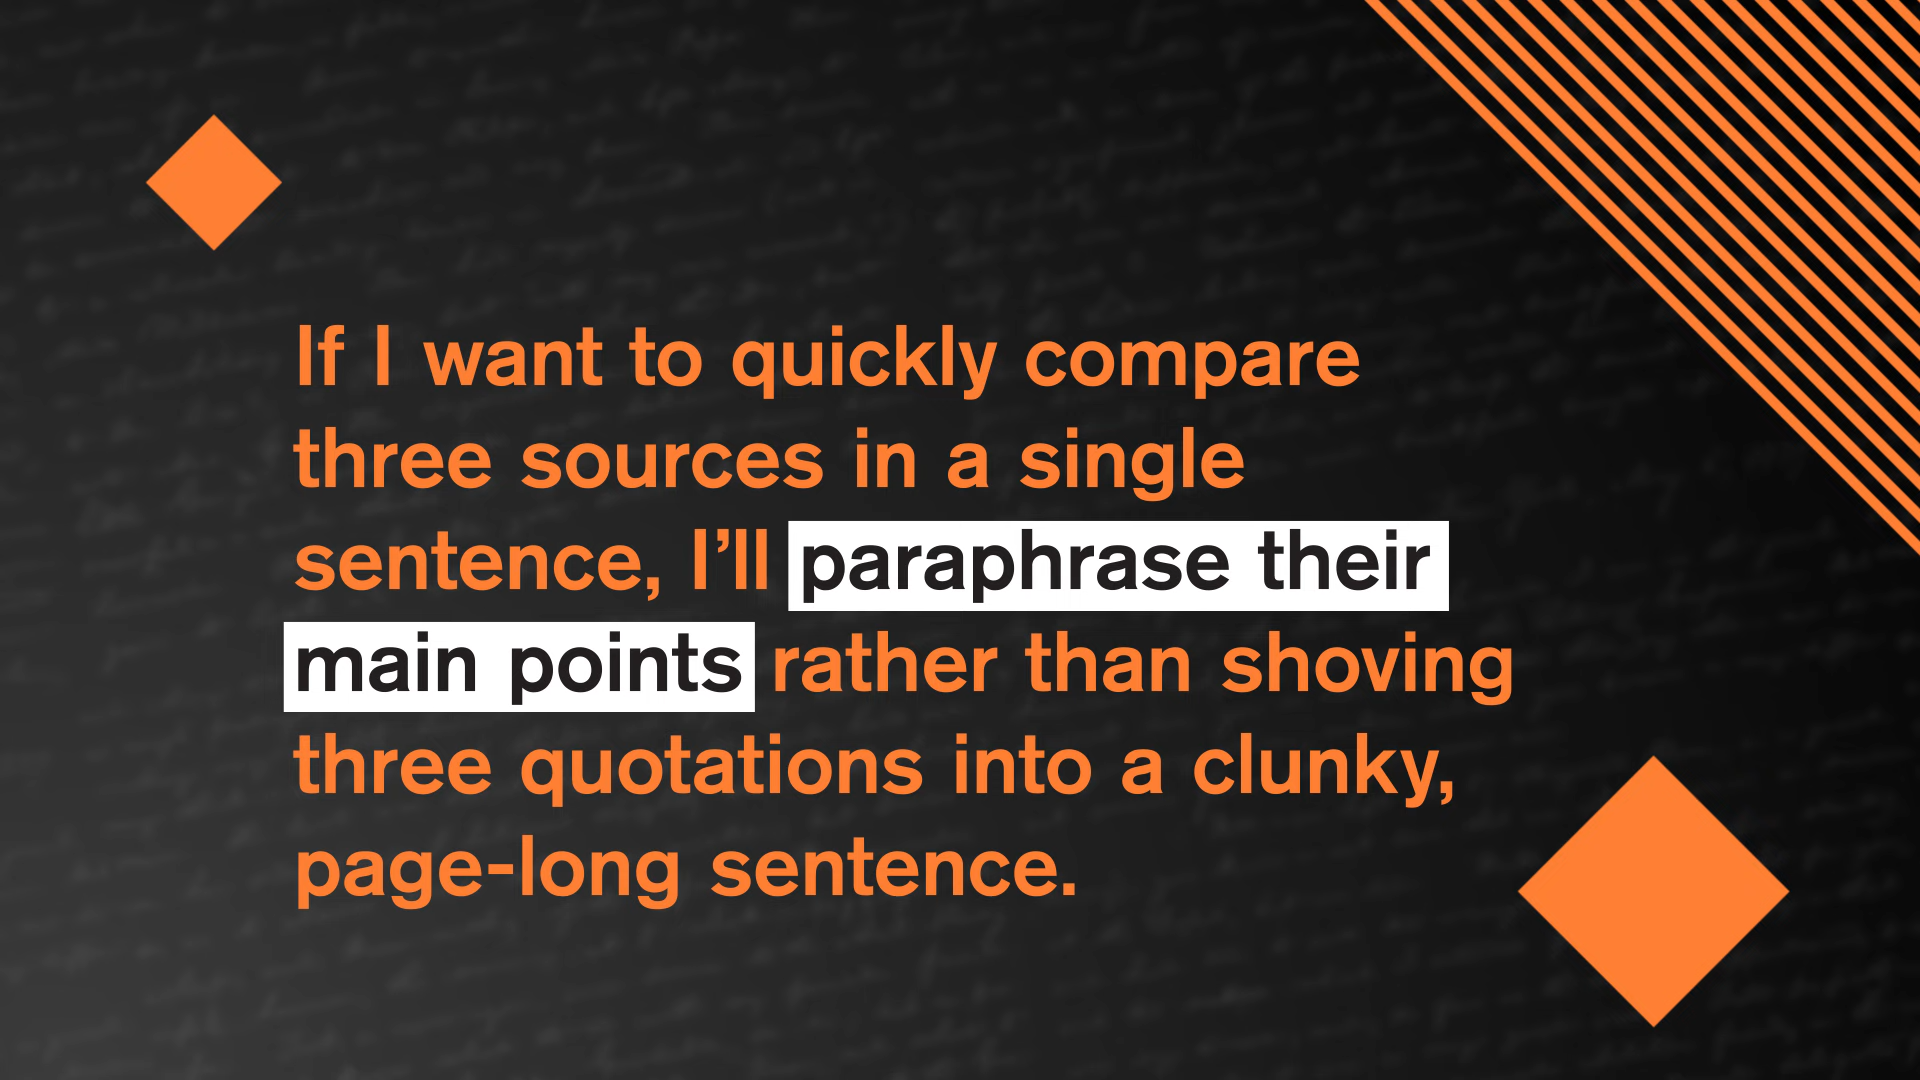 If I want to quickly compare
three sources in a single
sentence, I’ll paraphrase their
main points rather than shoving
three quotations into a clunky,
page-long sentence.